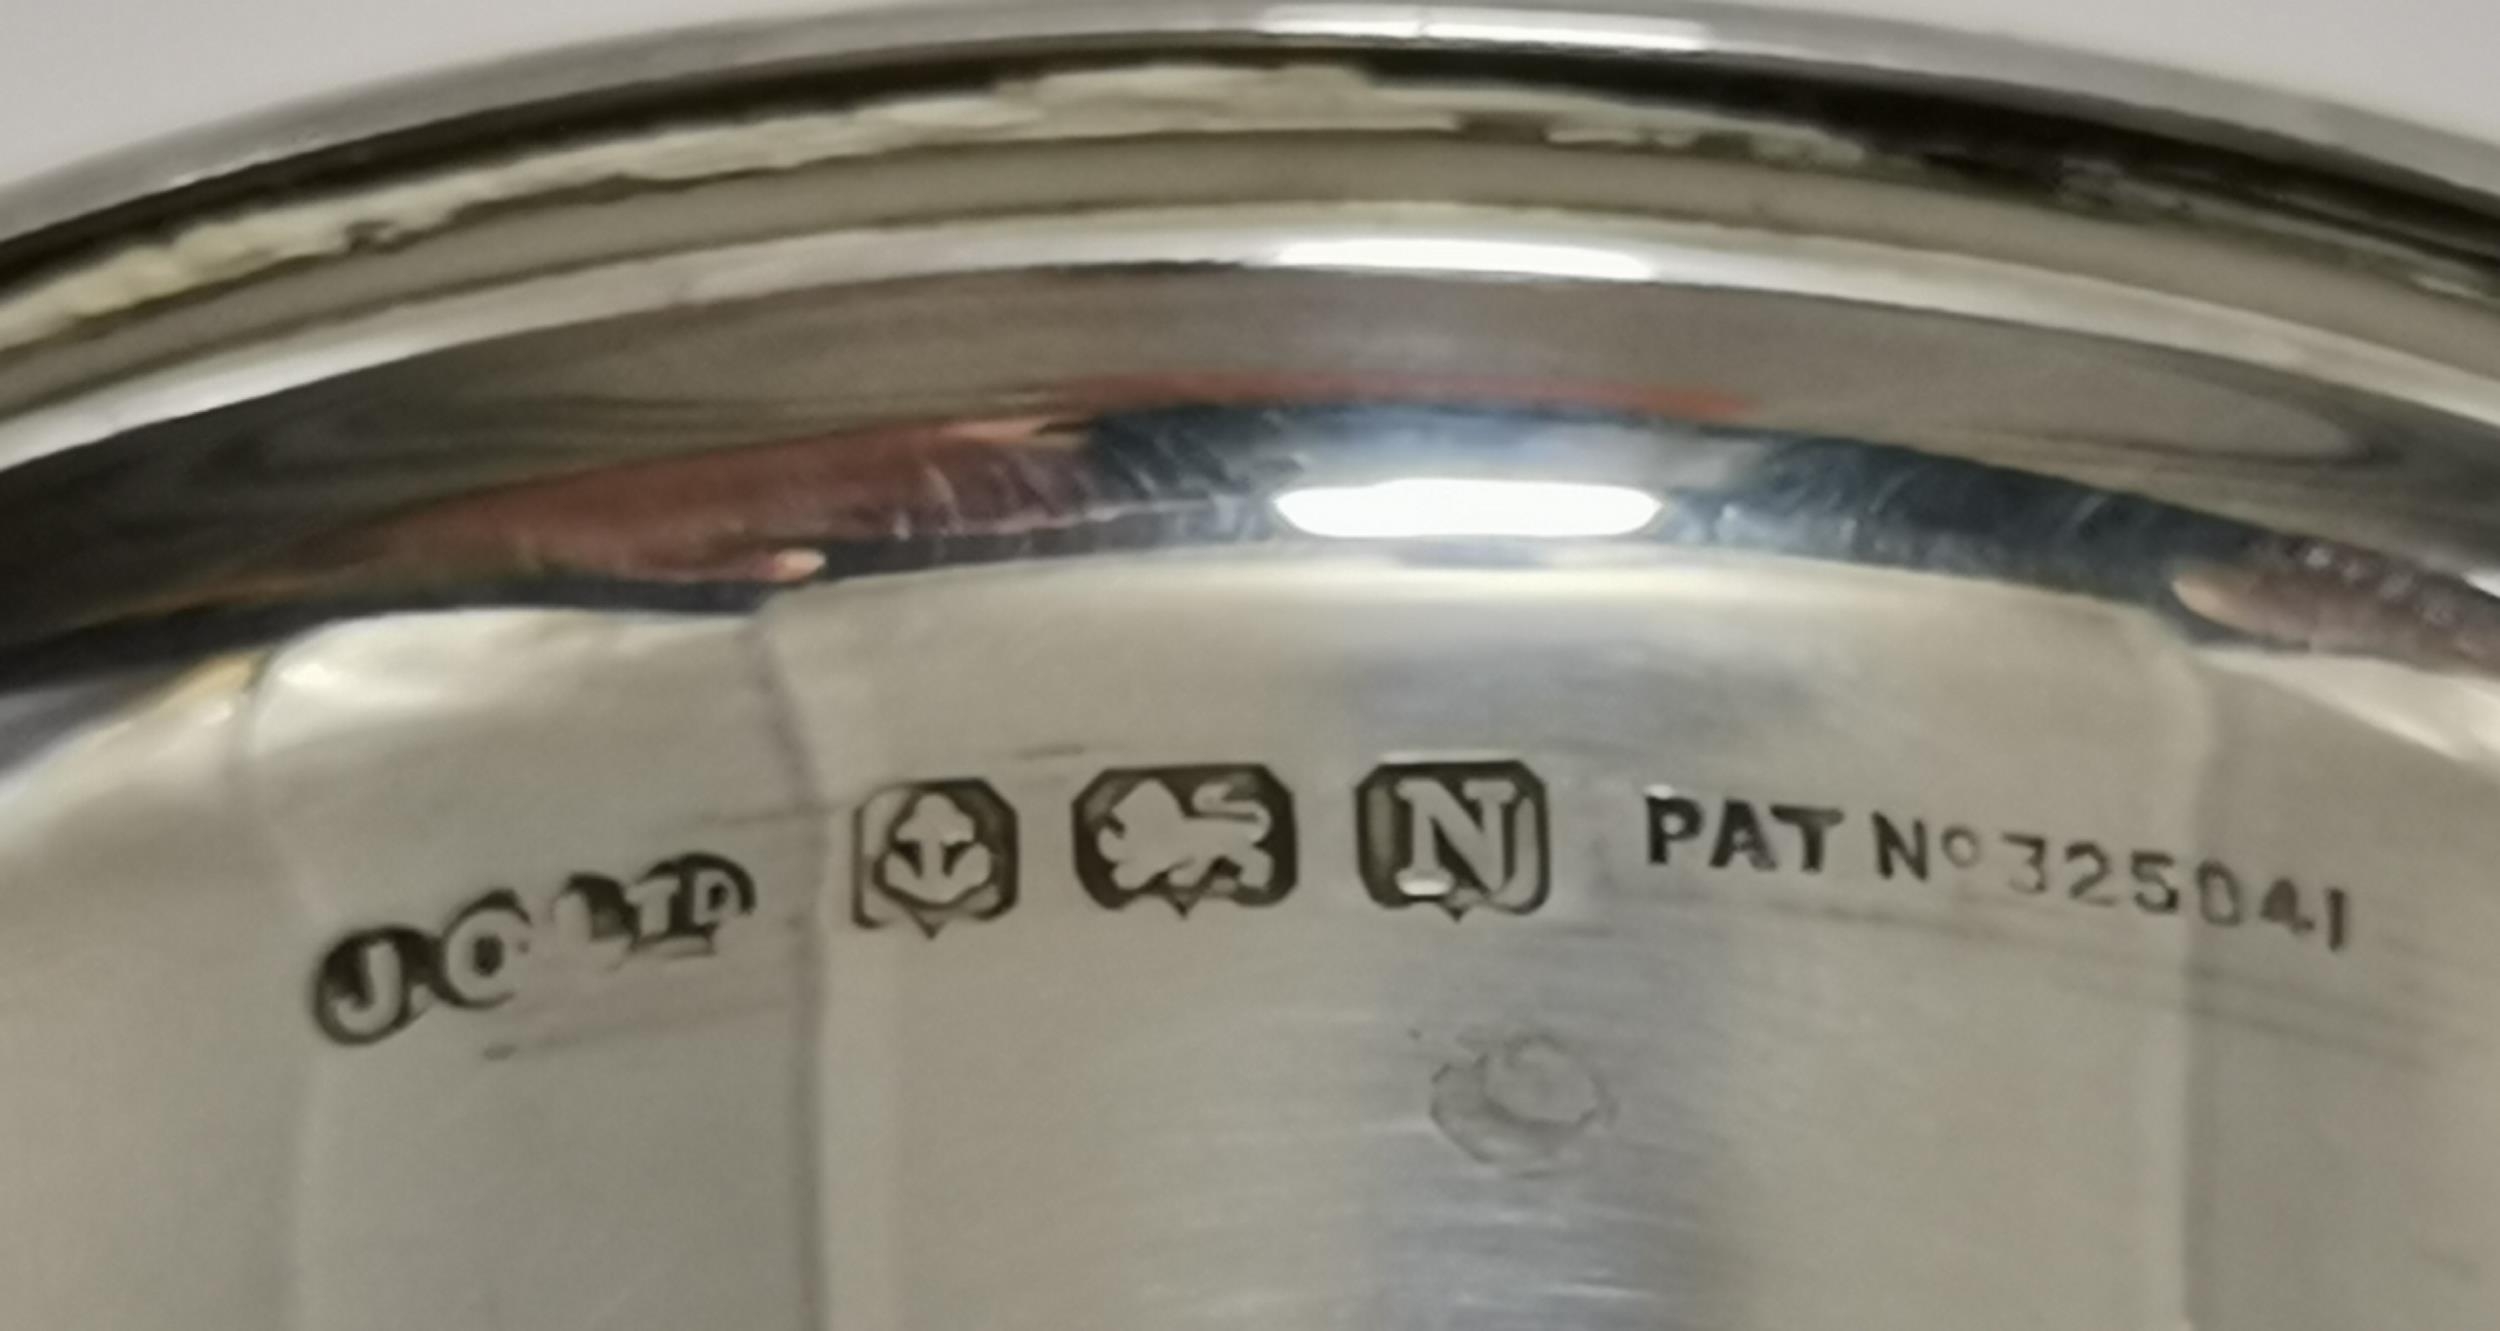 J.C LTD N PAT Nº 325041